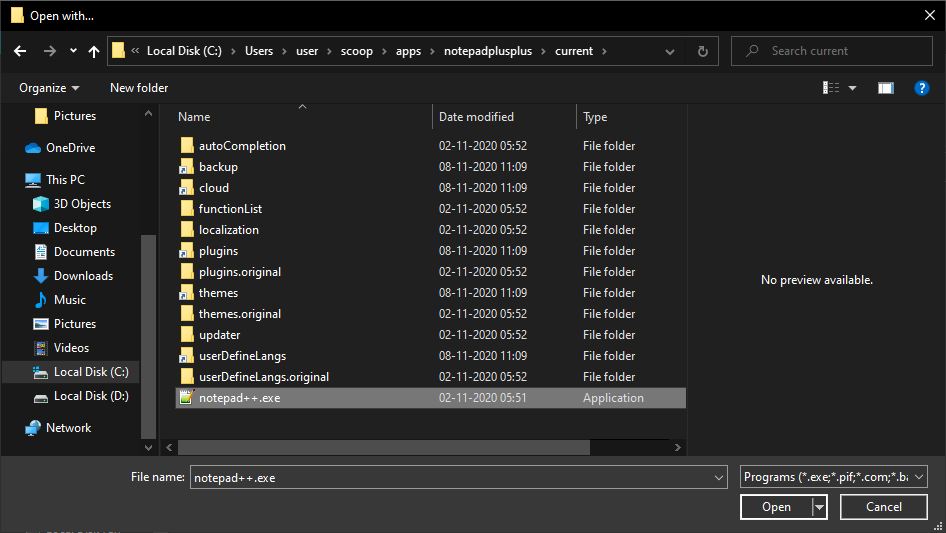 Open with...
« Local Disk (C:) > Users > user > scoop > apps > notepadplusplus > current >
Search current
Organize New folder
Name Date modified Type
Pictures
OneDrive
This PC
3D Objects
Desktop
Documents
Downloads
Music
Pictures
Videos
Local Disk (C:)
Local Disk (D:)
Network
autoCompletion 02-11-2020 05:52 File folder
backup 08-11-2020 11:09 File folder
cloud 08-11-2020 11:09 File folder
functionList 02-11-2020 05:52 File folder
localization 02-11-2020 05:52 File folder
plugins 08-11-2020 11:09 File folder
plugins.original 02-11-2020 05:52 File folder
themes 08-11-2020 11:09 File folder
themes.original 02-11-2020 05:52 File folder
updater 02-11-2020 05:52 File folder
userDefineLangs 08-11-2020 11:09 File folder
userDefineLangs.original 02-11-2020 05:52 File folder
notepad++.exe 02-11-2020 05:51 Application
No preview available.
File name: notepad++.exe
Programs (*.exe;*.pif;*.com;*.ba
Open Cancel